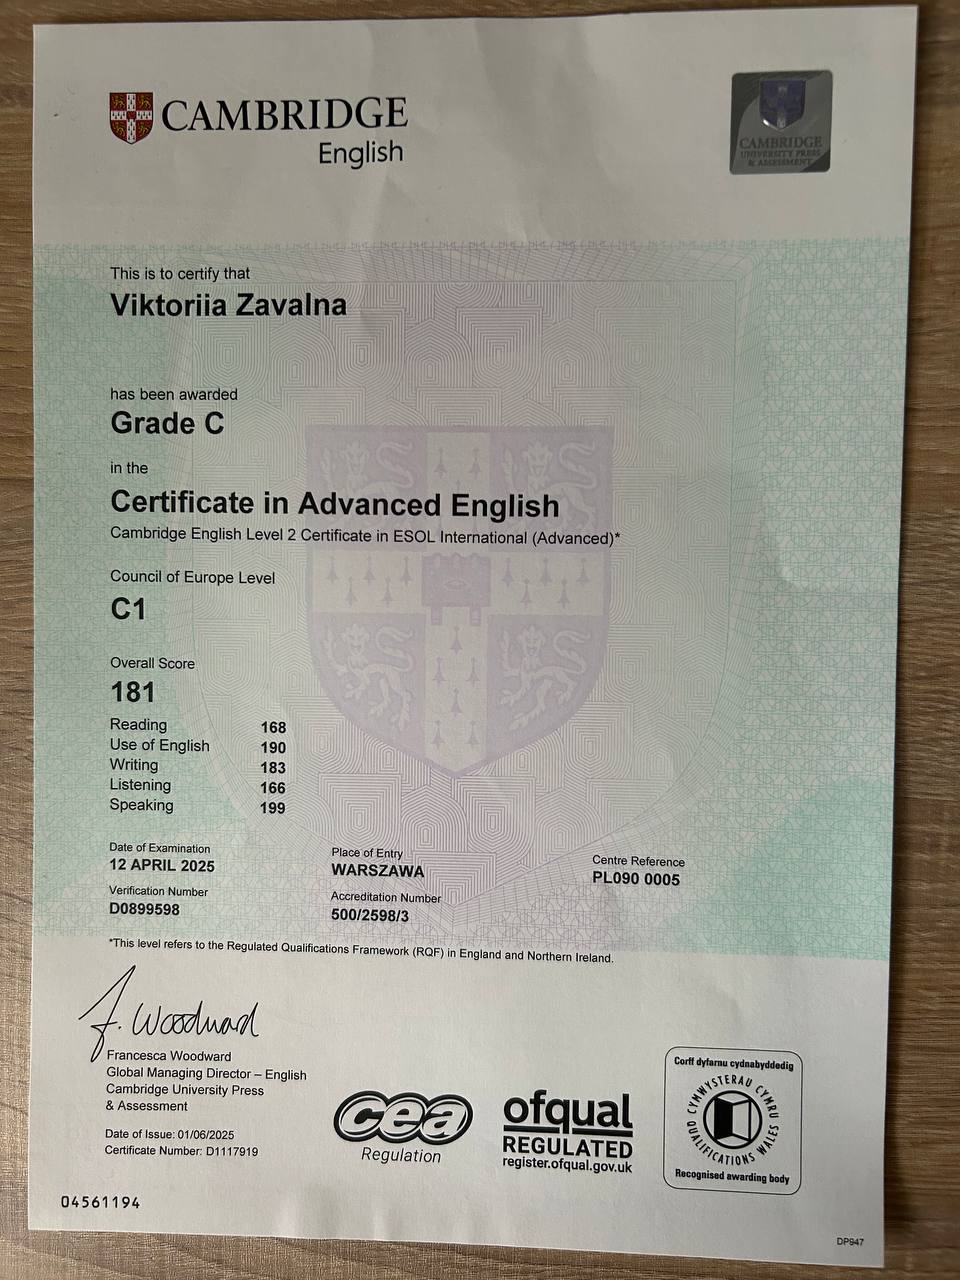 CAMBRIDGE
English
CAMBRIDGE
UNIVERSITY PRESS
& ASSESSMENT
This is to certify that
Viktoriia Zavalna
has been awarded
Grade C
in the
Certificate in Advanced English
Cambridge English Level 2 Certificate in ESOL International (Advanced)*
Council of Europe Level
C1
Overall Score
181
Reading 168
Use of English 190
Writing 183
Listening 166
Speaking 199
Date of Examination
12 APRIL 2025
Place of Entry
WARSZAWA
Centre Reference
PL090 0005
Verification Number
D0899598
Accreditation Number
500/2598/3
*This level refers to the Regulated Qualifications Framework (RQF) in England and Northern Ireland.
F. Woodward
Francesca Woodward
Global Managing Director – English
Cambridge University Press
& Assessment
Date of Issue: 01/06/2025
Certificate Number: D1117919
cea
Regulation
ofqual
REGULATED
register.ofqual.gov.uk
Corff dyfarnu cydnabyddedig
CYMWYSTERAU CYMRU
QUALIFICATIONS WALES
Recognised awarding body
04561194
DP947